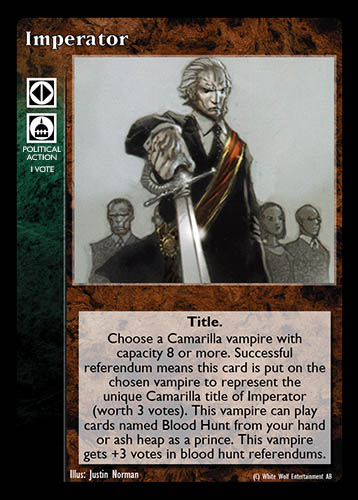 Imperator
POLITICAL
ACTION
1 VOTE
Title.
Choose a Camarilla vampire with
capacity 8 or more. Successful
referendum means this card is put on the
chosen vampire to represent the
unique Camarilla title of Imperator
(worth 3 votes). This vampire can play
cards named Blood Hunt from your hand
or ash heap as a prince. This vampire
gets +3 votes in blood hunt referendums.
Illus: Justin Norman
(C) White Wolf Entertainment AB